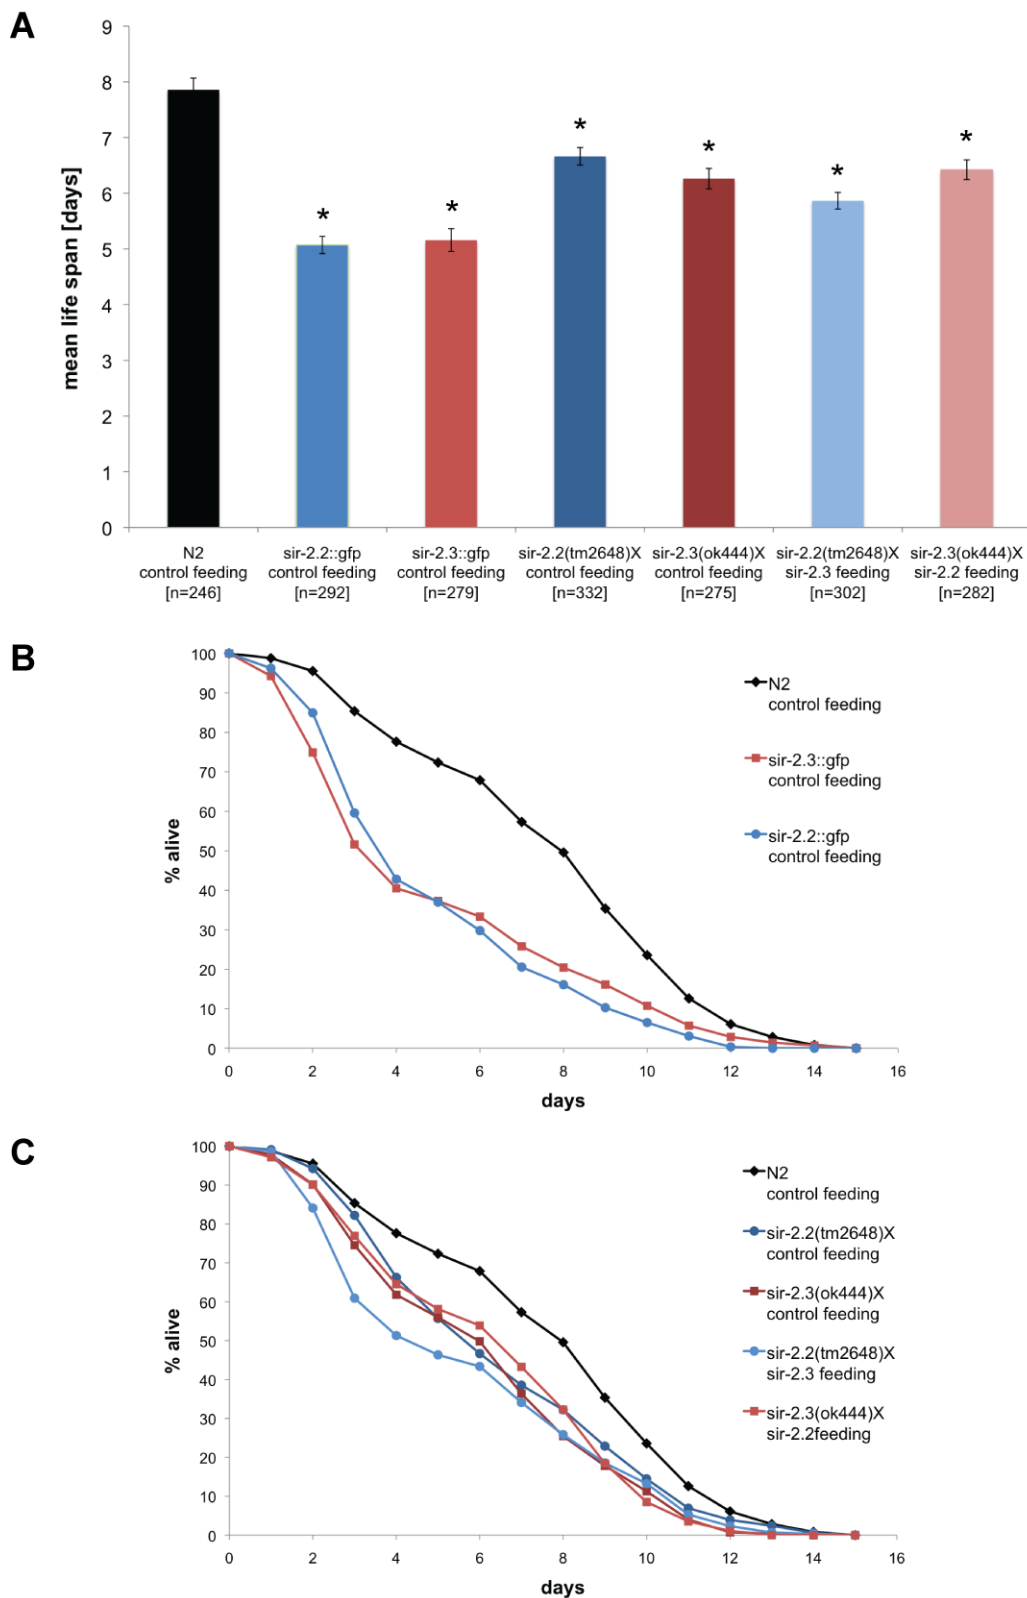 A
9
8
7
6
5
4
3
2
1
0
mean life span [days]
*
*
*
*
*
*
N2
control feeding
[n=246]
sir-2.2::gfp
control feeding
[n=292]
sir-2.3::gfp
control feeding
[n=279]
sir-2.2(tm2648)X
control feeding
[n=332]
sir-2.3(ok444)X
control feeding
[n=275]
sir-2.2(tm2648)X
sir-2.3 feeding
[n=302]
sir-2.3(ok444)X
sir-2.2 feeding
[n=282]
B
100
90
80
70
60
50
40
30
20
10
0
% alive
0 2 4 6 8 10 12 14 16
days
N2
control feeding
sir-2.3::gfp
control feeding
sir-2.2::gfp
control feeding
C
100
90
80
70
60
50
40
30
20
10
0
% alive
0 2 4 6 8 10 12 14 16
days
N2
control feeding
sir-2.2(tm2648)X
control feeding
sir-2.3(ok444)X
control feeding
sir-2.2(tm2648)X
sir-2.3 feeding
sir-2.3(ok444)X
sir-2.2feeding